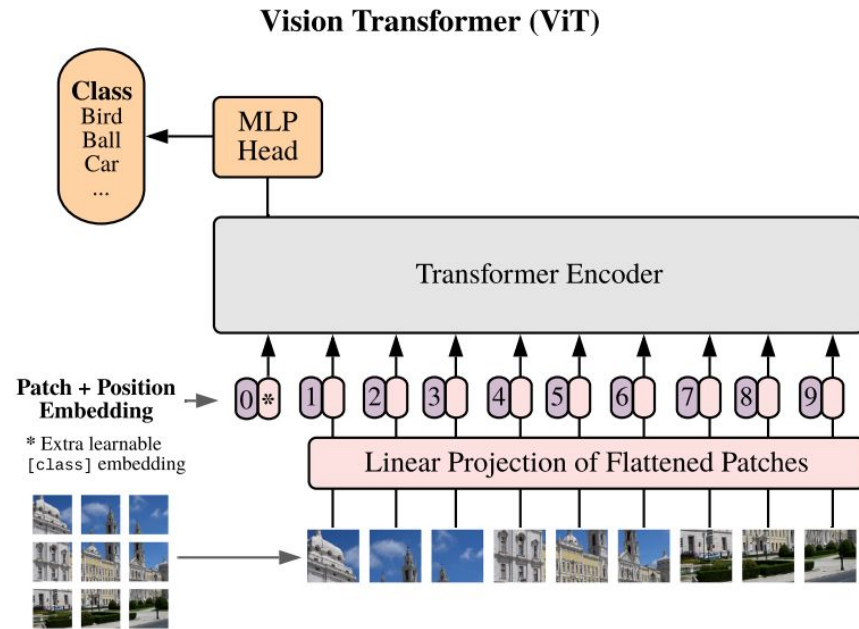 Vision Transformer (ViT)
Class
Bird
Ball
Car
...
MLP
Head
Transformer Encoder
Patch + Position
Embedding
0 * 1 2 3 4 5 6 7 8 9
* Extra learnable
[class] embedding
Linear Projection of Flattened Patches